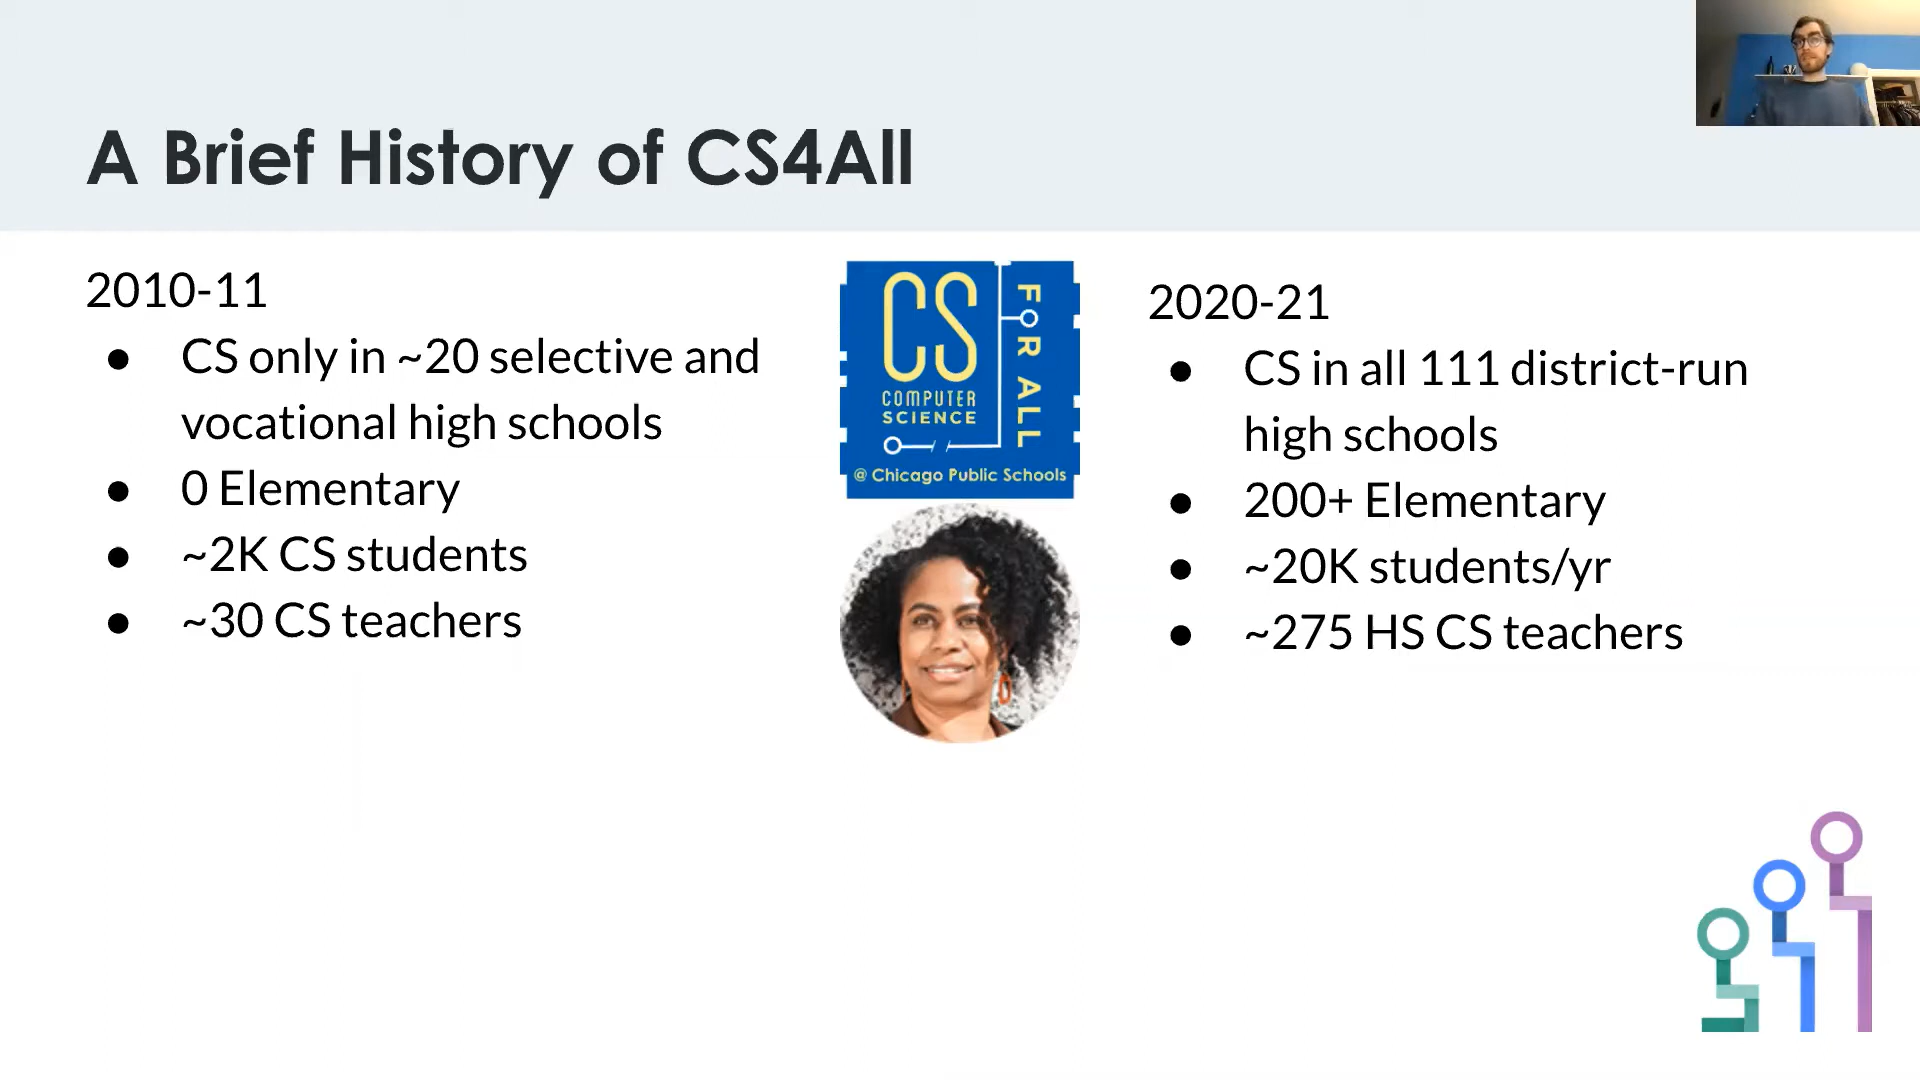 A Brief History of CS4All
2010-11
● CS only in ~20 selective and
vocational high schools
● 0 Elementary
● ~2K CS students
● ~30 CS teachers
CS
COMPUTER
SCIENCE
FOR ALL
@ Chicago Public Schools
2020-21
● CS in all 111 district-run
high schools
● 200+ Elementary
● ~20K students/yr
● ~275 HS CS teachers